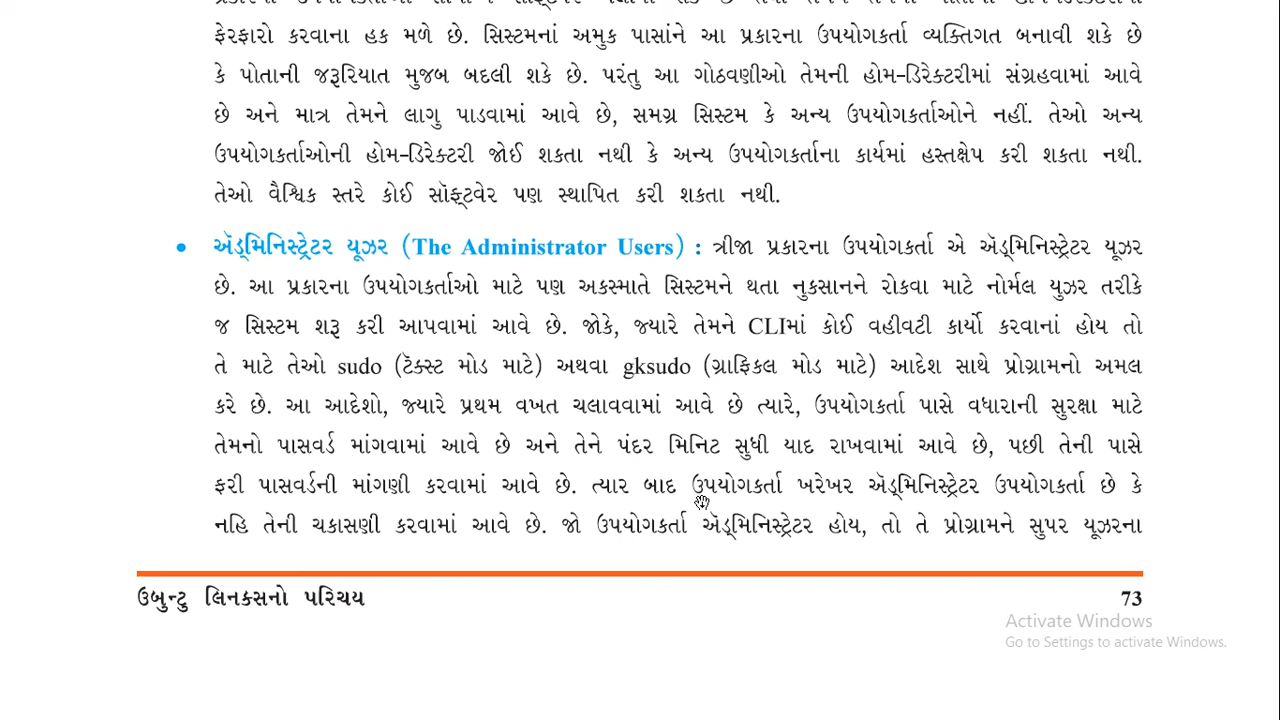 ફેરફારો કરવાના હક મળે છે. સિસ્ટમનાં અમુક પાસાંને આ પ્રકારના ઉપયોગકર્તા વ્યક્તિગત બનાવી શકે છે
કે પોતાની જરૂરિયાત મુજબ બદલી શકે છે. પરંતુ આ ગોઠવણીઓ તેમની હોમ-ડિરેક્ટરીમાં સંગ્રહવામાં આવે
છે અને માત્ર તેમને લાગુ પાડવામાં આવે છે, સમગ્ર સિસ્ટમ કે અન્ય ઉપયોગકર્તાઓને નહીં. તેઓ અન્ય
ઉપયોગકર્તાઓની હોમ-ડિરેક્ટરી જોઈ શકતા નથી કે અન્ય ઉપયોગકર્તાના કાર્યમાં હસ્તક્ષેપ કરી શકતા નથી.
તેઓ વૈશ્વિક સ્તરે કોઈ સૉફ્ટવેર પણ સ્થાપિત કરી શકતા નથી.
• ઍડ્મિનિસ્ટ્રેટર યૂઝર (The Administrator Users) : ત્રીજા પ્રકારના ઉપયોગકર્તા એ ઍડ્મિનિસ્ટ્રેટર યૂઝર
છે. આ પ્રકારના ઉપયોગકર્તાઓ માટે પણ અકસ્માતે સિસ્ટમને થતા નુકસાનને રોકવા માટે નોર્મલ યુઝર તરીકે
જ સિસ્ટમ શરૂ કરી આપવામાં આવે છે. જોકે, જ્યારે તેમને CLIમાં કોઈ વહીવટી કાર્યો કરવાનાં હોય તો
તે માટે તેઓ sudo (ટૅક્સ્ટ મોડ માટે) અથવા gksudo (ગ્રાફિકલ મોડ માટે) આદેશ સાથે પ્રોગ્રામનો અમલ
કરે છે. આ આદેશો, જ્યારે પ્રથમ વખત ચલાવવામાં આવે છે ત્યારે, ઉપયોગકર્તા પાસે વધારાની સુરક્ષા માટે
તેમનો પાસવર્ડ માંગવામાં આવે છે અને તેને પંદર મિનિટ સુધી યાદ રાખવામાં આવે છે, પછી તેની પાસે
ફરી પાસવર્ડની માંગણી કરવામાં આવે છે. ત્યાર બાદ ઉપયોગકર્તા ખરેખર ઍડ્મિનિસ્ટ્રેટર ઉપયોગકર્તા છે કે
નહિ તેની ચકાસણી કરવામાં આવે છે. જો ઉપયોગકર્તા ઍડ્મિનિસ્ટ્રેટર હોય, તો તે પ્રોગ્રામને સુપર યૂઝરના
ઉબુન્ટુ લિનક્સનો પરિચય 73
Activate Windows
Go to Settings to activate Windows.